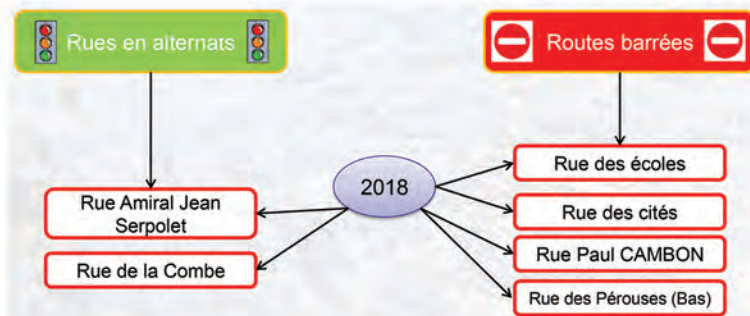 Rues en alternats
Routes barrées
2018
Rue Amiral Jean
Serpolet
Rue de la Combe
Rue des écoles
Rue des cités
Rue Paul CAMBON
Rue des Pérouses (Bas)